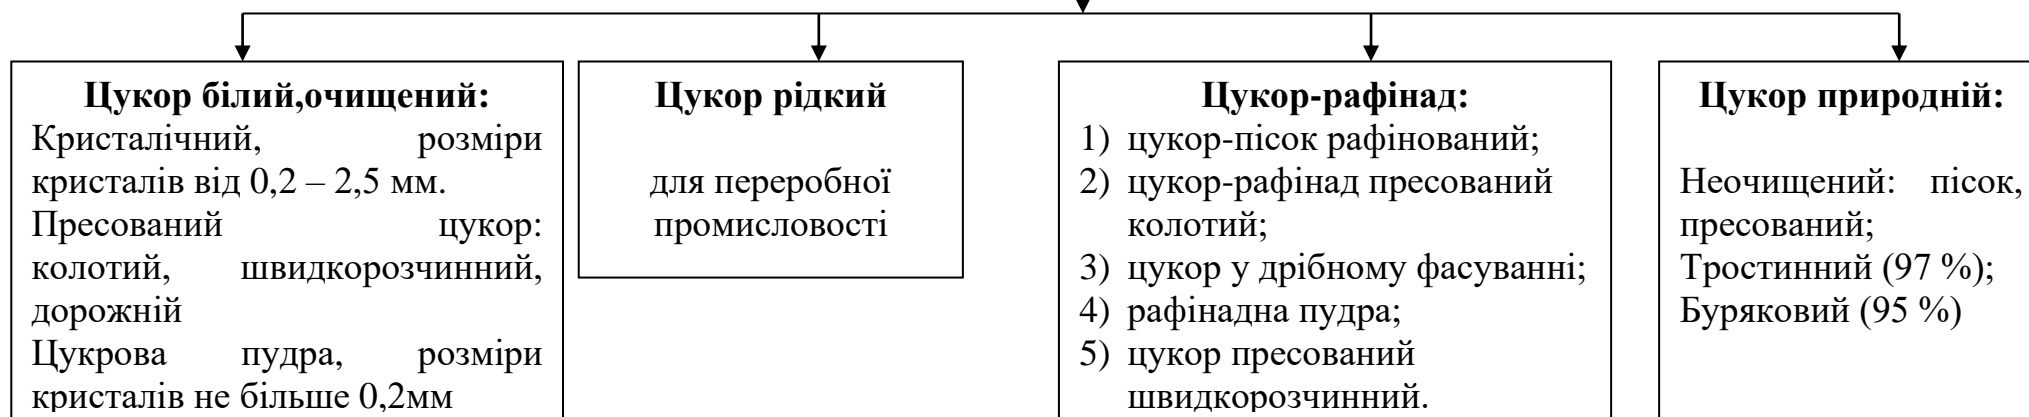 Цукор білий,очищений:
Кристалічний, розміри
кристалів від 0,2 – 2,5 мм.
Пресований цукор:
колотий, швидкорозчинний,
дорожній
Цукрова пудра, розміри
кристалів не більше 0,2мм
Цукор рідкий
для переробної
промисловості
Цукор-рафінад:
1) цукор-пісок рафінований;
2) цукор-рафінад пресований
колотий;
3) цукор у дрібному фасуванні;
4) рафінадна пудра;
5) цукор пресований
швидкорозчинний.
Цукор природній:
Неочищений: пісок,
пресований;
Тростинний (97 %);
Буряковий (95 %)